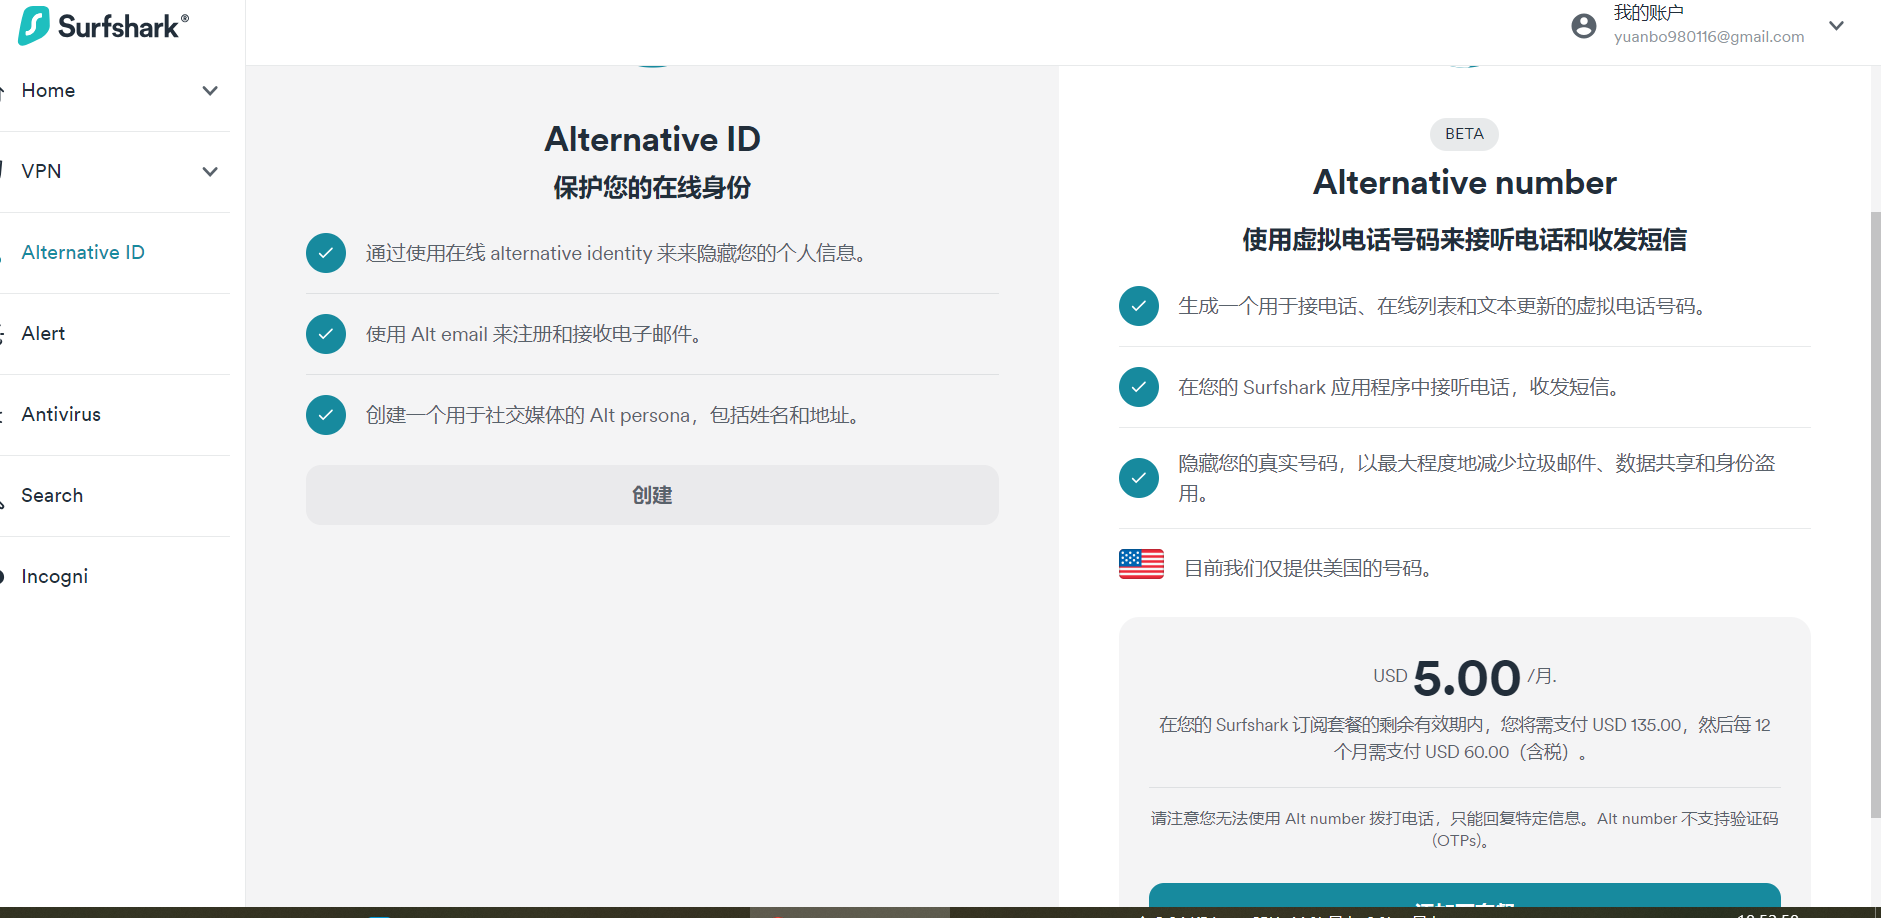 Surfshark®
我的账户
yuanbo980116@gmail.com
Home
VPN
Alternative ID
Alert
Antivirus
Search
Incogni
Alternative ID
保护您的在线身份
通过使用在线 alternative identity 来来隐藏您的个人信息。
使用 Alt email 来注册和接收电子邮件。
创建一个用于社交媒体的 Alt persona，包括姓名和地址。
创建
BETA
Alternative number
使用虚拟电话号码来接听电话和收发短信
生成一个用于接电话、在线列表和文本更新的虚拟电话号码。
在您的 Surfshark 应用程序中接听电话，收发短信。
隐藏您的真实号码，以最大程度地减少垃圾邮件、数据共享和身份盗
用。
目前我们仅提供美国的号码。
USD 5.00 /月.
在您的 Surfshark 订阅套餐的剩余有效期内，您将需支付 USD 135.00，然后每 12
个月需支付 USD 60.00（含税）。
请注意您无法使用 Alt number 拨打电话，只能回复特定信息。Alt number 不支持验证码
（OTPs）。